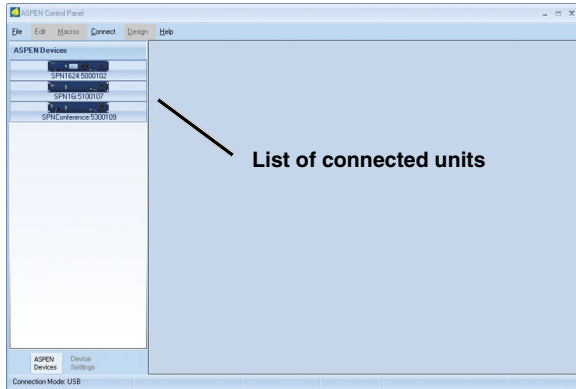 ASPEN Control Panel
File Edit Macros Connect Design Help
ASPEN Devices
SPN1624:5000102
SPN16i:5100107
SPNConference:5300109
List of connected units
ASPEN Devices
Device Settings
Connection Mode: USB